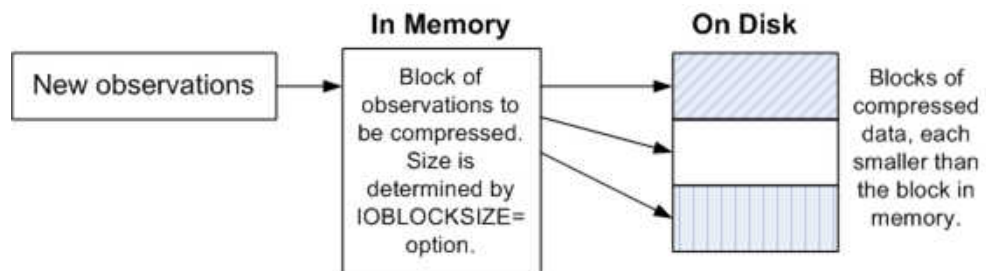 In Memory
On Disk
New observations
Block of
observations to
be compressed.
Size is
determined by
IOBLOCKSIZE=
option.
Blocks of
compressed
data, each
smaller than
the block in
memory.